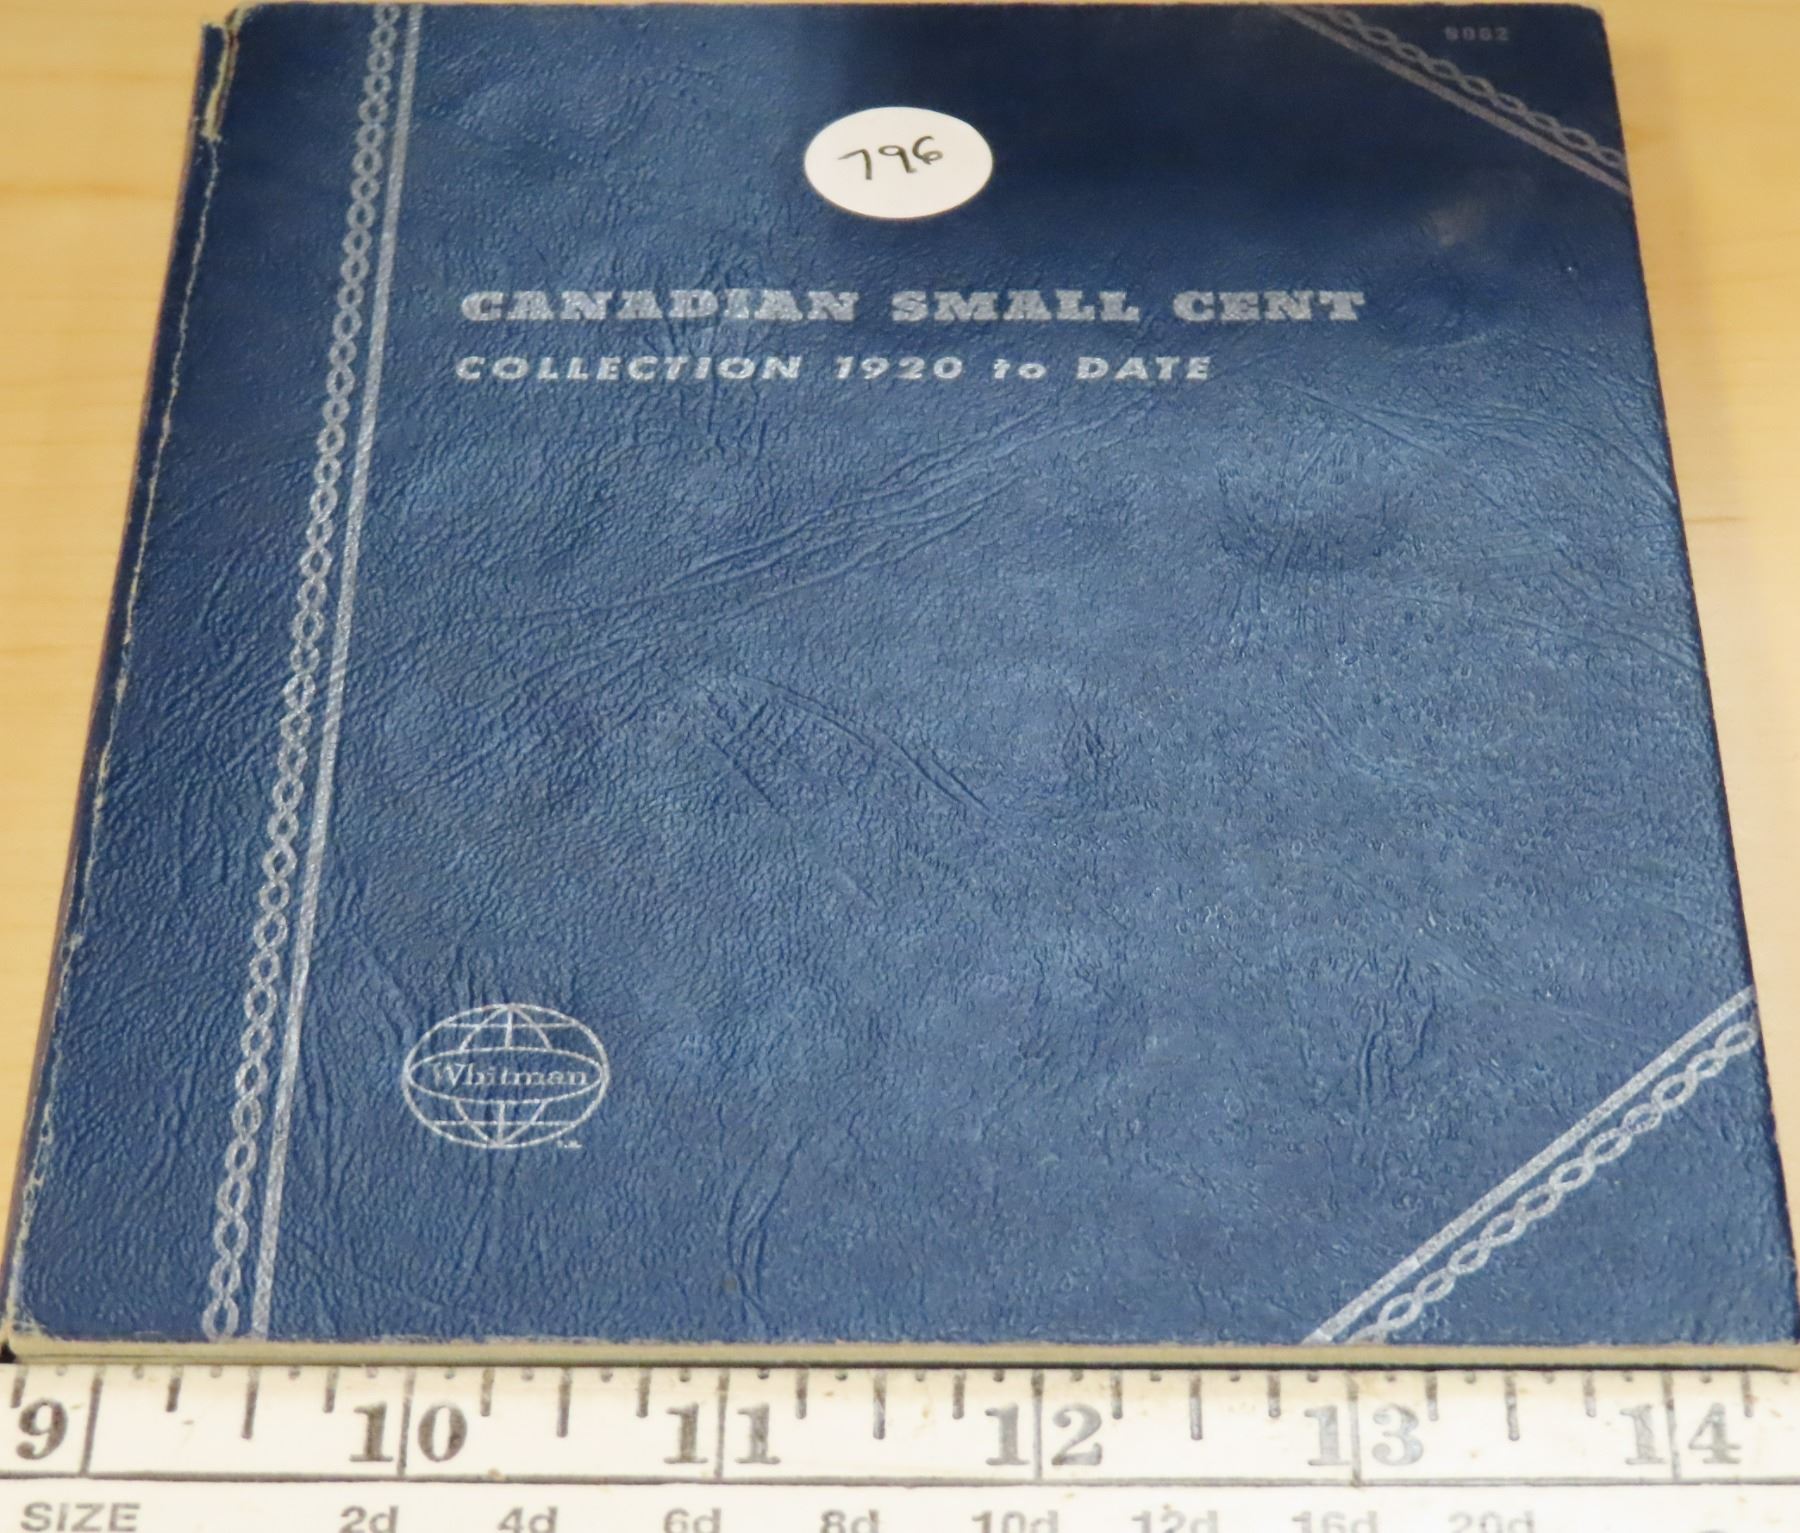 9062
796
CANADIAN SMALL CENT
COLLECTION 1920 to DATE
Whitman
9 10 11 12 13 14
SIZE 2d 4d 6d 8d 10d 12d 16d 20d